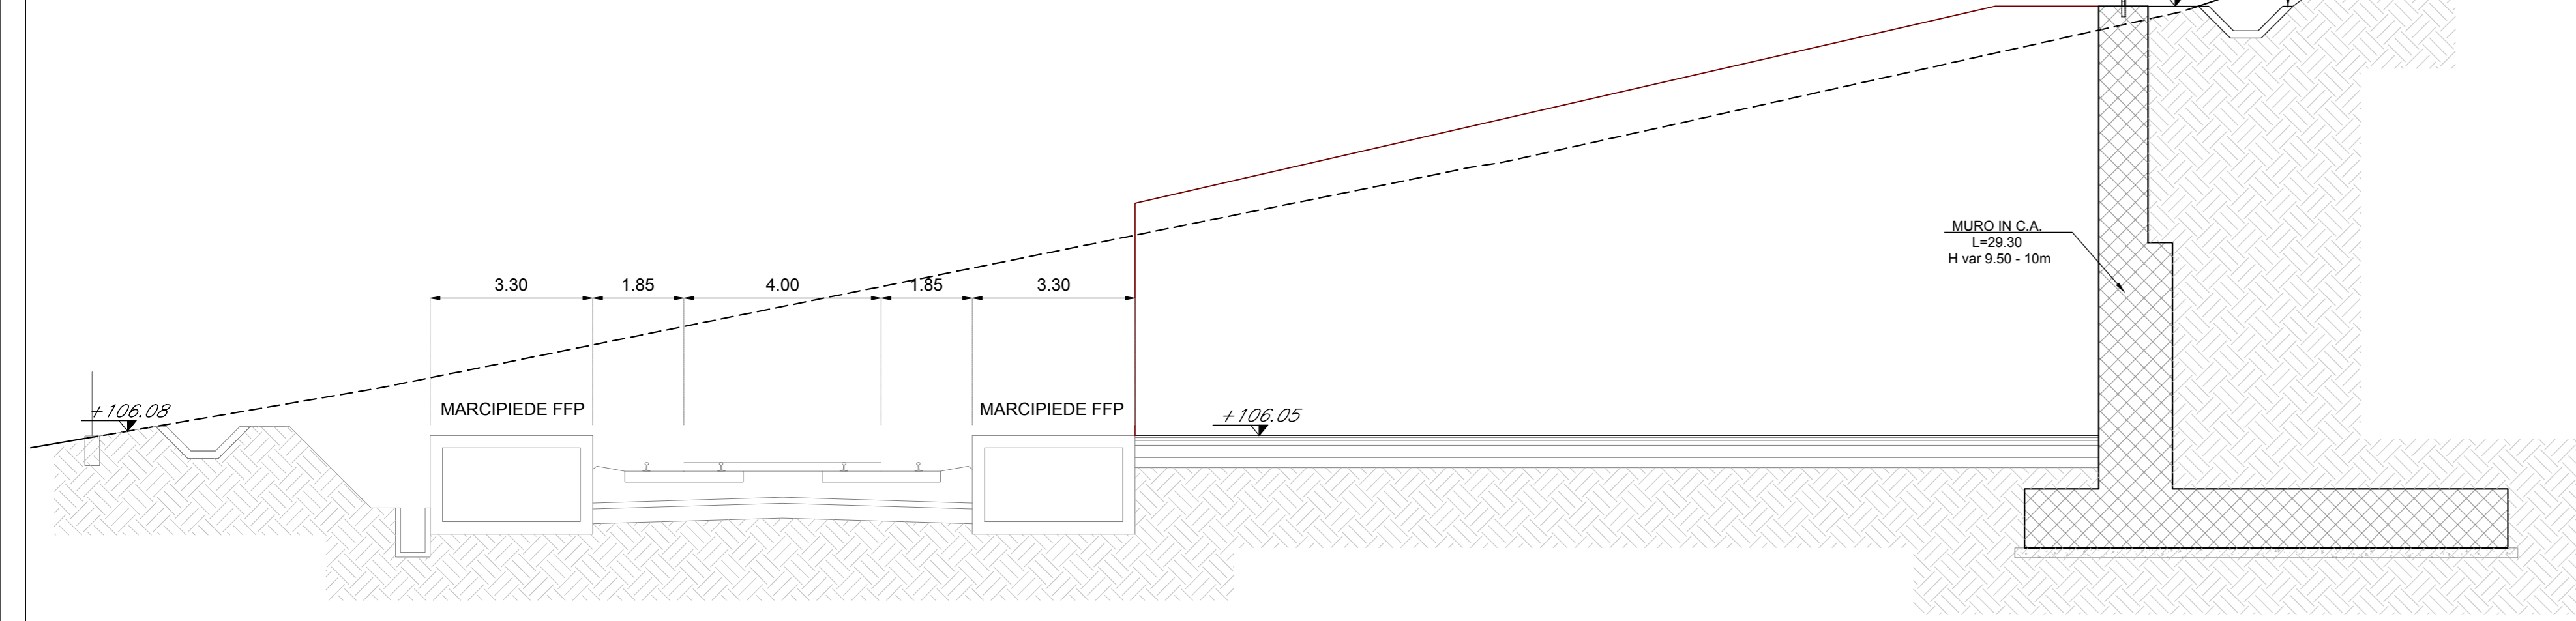 MURO IN C.A.
L=29.30
H var 9.50 - 10m
3.30
1.85
4.00
1.85
3.30
+106.08
MARCIPIEDE FFP
MARCIPIEDE FFP
+106.05